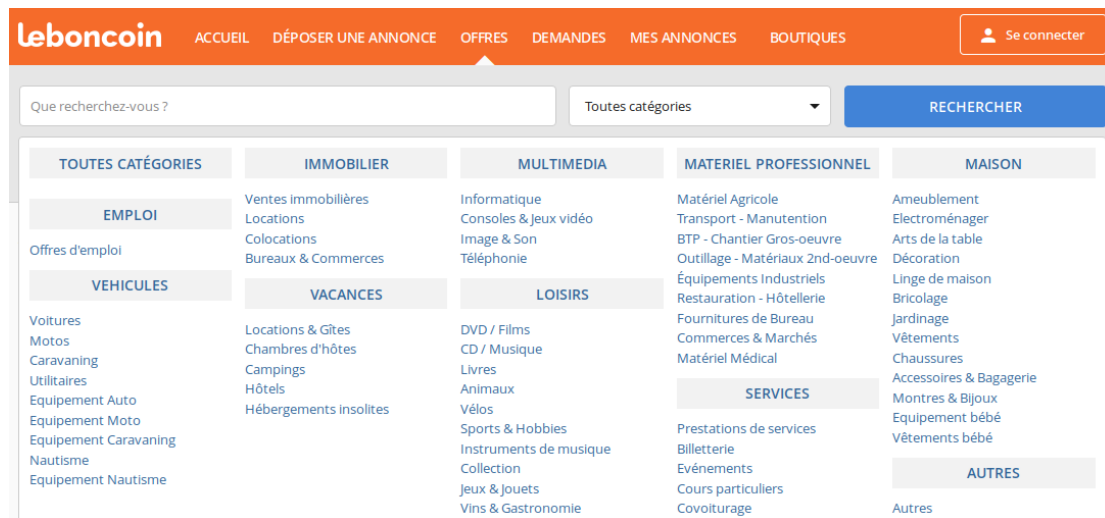 leboncoin ACCUEIL DÉPOSER UNE ANNONCE OFFRES DEMANDES MES ANNONCES BOUTIQUES Se connecter
Que recherchez-vous ? Toutes catégories RECHERCHER
TOUTES CATÉGORIES
EMPLOI
Offres d'emploi
VEHICULES
Voitures
Motos
Caravaning
Utilitaires
Equipement Auto
Equipement Moto
Equipement Caravaning
Nautisme
Equipement Nautisme
IMMOBILIER
Ventes immobilières
Locations
Colocations
Bureaux & Commerces
VACANCES
Locations & Gîtes
Chambres d'hôtes
Campings
Hôtels
Hébergements insolites
MULTIMEDIA
Informatique
Consoles & Jeux vidéo
Image & Son
Téléphonie
LOISIRS
DVD / Films
CD / Musique
Livres
Animaux
Vélos
Sports & Hobbies
Instruments de musique
Collection
Jeux & Jouets
Vins & Gastronomie
MATERIEL PROFESSIONNEL
Matériel Agricole
Transport - Manutention
BTP - Chantier Gros-oeuvre
Outillage - Matériaux 2nd-oeuvre
Équipements Industriels
Restauration - Hôtellerie
Fournitures de Bureau
Commerces & Marchés
Matériel Médical
SERVICES
Prestations de services
Billetterie
Evénements
Cours particuliers
Covoiturage
MAISON
Ameublement
Electroménager
Arts de la table
Décoration
Linge de maison
Bricolage
Jardinage
Vêtements
Chaussures
Accessoires & Bagagerie
Montres & Bijoux
Equipement bébé
Vêtements bébé
AUTRES
Autres